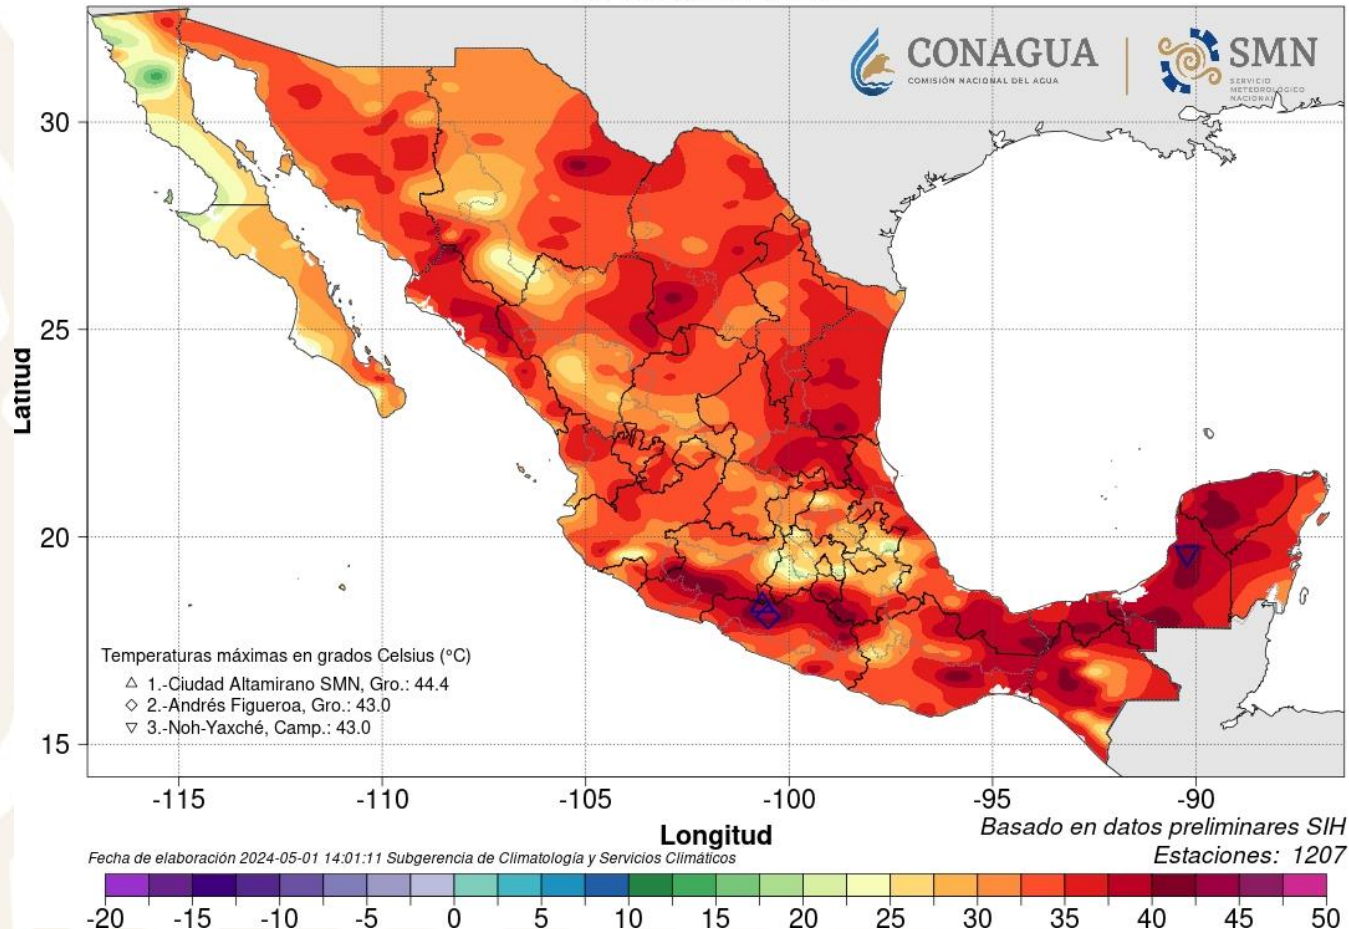 CONAGUA
COMISIÓN NACIONAL DEL AGUA
SMN
SERVICIO
METEOROLÓGICO
NACIONAL
30
25
20
15
Latitud
Temperaturas máximas en grados Celsius (°C)
△ 1.-Ciudad Altamirano SMN, Gro.: 44.4
◇ 2.-Andrés Figueroa, Gro.: 43.0
▽ 3.-Noh-Yaxché, Camp.: 43.0
-115 -110 -105 -100 -95 -90
Longitud
Basado en datos preliminares SIH
Fecha de elaboración 2024-05-01 14:01:11 Subgerencia de Climatología y Servicios Climáticos
Estaciones: 1207
-20 -15 -10 -5 0 5 10 15 20 25 30 35 40 45 50